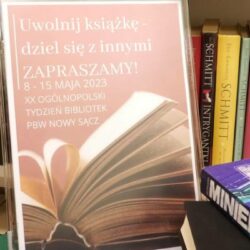 Uwolnij książkę -
dziel się z innymi
ZAPRASZAMY!
8 - 15 MAJA 2023
XX OGÓLNOPOLSKI
TYDZIEŃ BIBLIOTEK
PBW NOWY SĄCZ
SCHMITT
INTRYGANTKI
SCHMITT